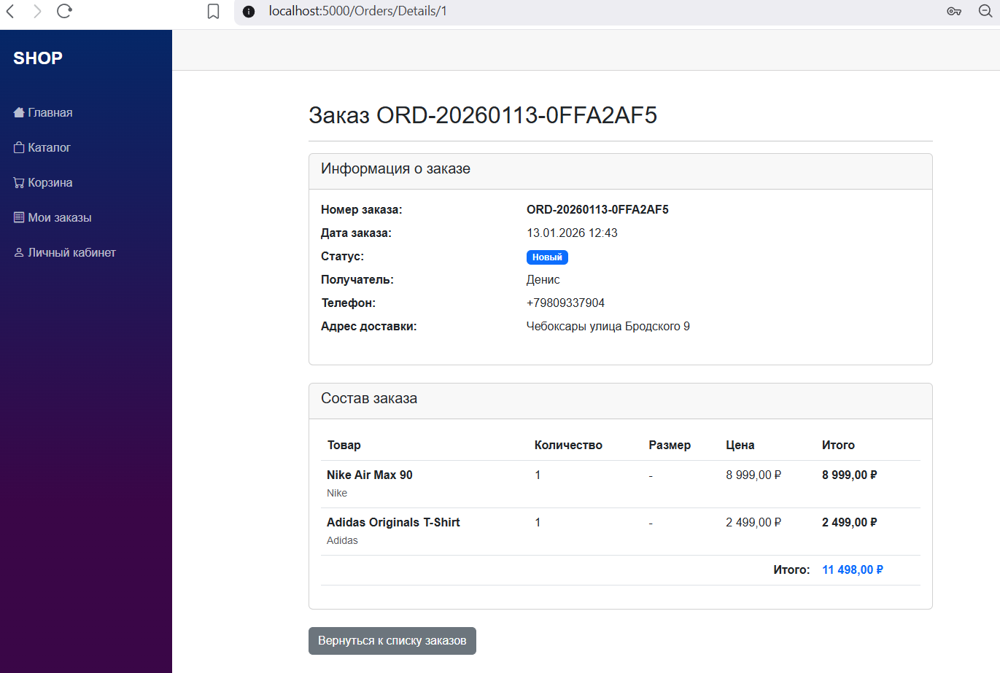 localhost:5000/Orders/Details/1
SHOP
Главная
Каталог
Корзина
Мои заказы
Личный кабинет
Заказ ORD-20260113-0FFA2AF5
Информация о заказе
Номер заказа: ORD-20260113-0FFA2AF5
Дата заказа: 13.01.2026 12:43
Статус: Новый
Получатель: Денис
Телефон: +79809337904
Адрес доставки: Чебоксары улица Бродского 9
Состав заказа
Товар Количество Размер Цена Итого
Nike Air Max 90 1 - 8 999,00 ₽ 8 999,00 ₽
Nike
Adidas Originals T-Shirt 1 - 2 499,00 ₽ 2 499,00 ₽
Adidas
Итого: 11 498,00 ₽
Вернуться к списку заказов